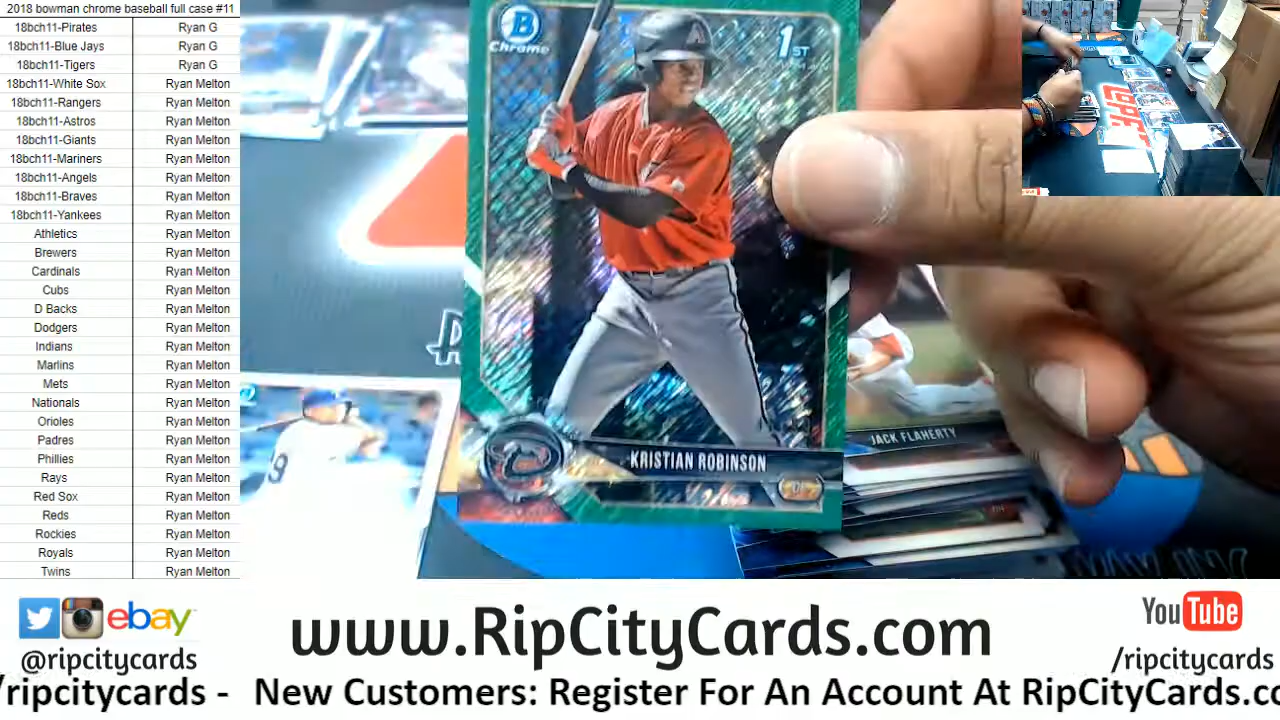 2018 bowman chrome baseball full case #11
18bch11-Pirates Ryan G
18bch11-Blue Jays Ryan G
18bch11-Tigers Ryan G
18bch11-White Sox Ryan Melton
18bch11-Rangers Ryan Melton
18bch11-Astros Ryan Melton
18bch11-Giants Ryan Melton
18bch11-Mariners Ryan Melton
18bch11-Angels Ryan Melton
18bch11-Braves Ryan Melton
18bch11-Yankees Ryan Melton
Athletics Ryan Melton
Brewers Ryan Melton
Cardinals Ryan Melton
Cubs Ryan Melton
D Backs Ryan Melton
Dodgers Ryan Melton
Indians Ryan Melton
Marlins Ryan Melton
Mets Ryan Melton
Nationals Ryan Melton
Orioles Ryan Melton
Padres Ryan Melton
Phillies Ryan Melton
Rays Ryan Melton
Red Sox Ryan Melton
Reds Ryan Melton
Rockies Ryan Melton
Royals Ryan Melton
Twins Ryan Melton
B
Chrome
1ST
A
9
KRISTIAN ROBINSON
OF
JACK FLAHERTY
ebay
@ripcitycards
www.RipCityCards.com
YouTube
/ripcitycards
/ripcitycards - New Customers: Register For An Account At RipCityCards.co